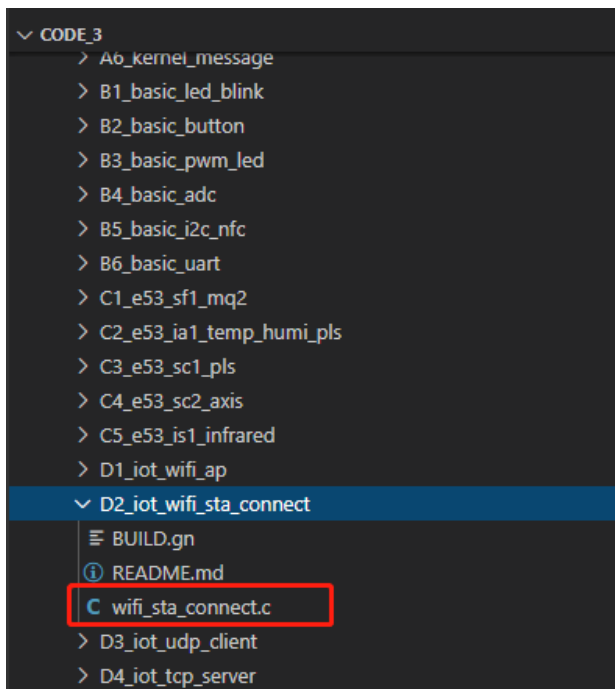 CODE_3
A6_kernel_message
B1_basic_led_blink
B2_basic_button
B3_basic_pwm_led
B4_basic_adc
B5_basic_i2c_nfc
B6_basic_uart
C1_e53_sf1_mq2
C2_e53_ia1_temp_humi_pls
C3_e53_sc1_pls
C4_e53_sc2_axis
C5_e53_is1_infrared
D1_iot_wifi_ap
D2_iot_wifi_sta_connect
BUILD.gn
README.md
C wifi_sta_connect.c
D3_iot_udp_client
D4_iot_tcp_server